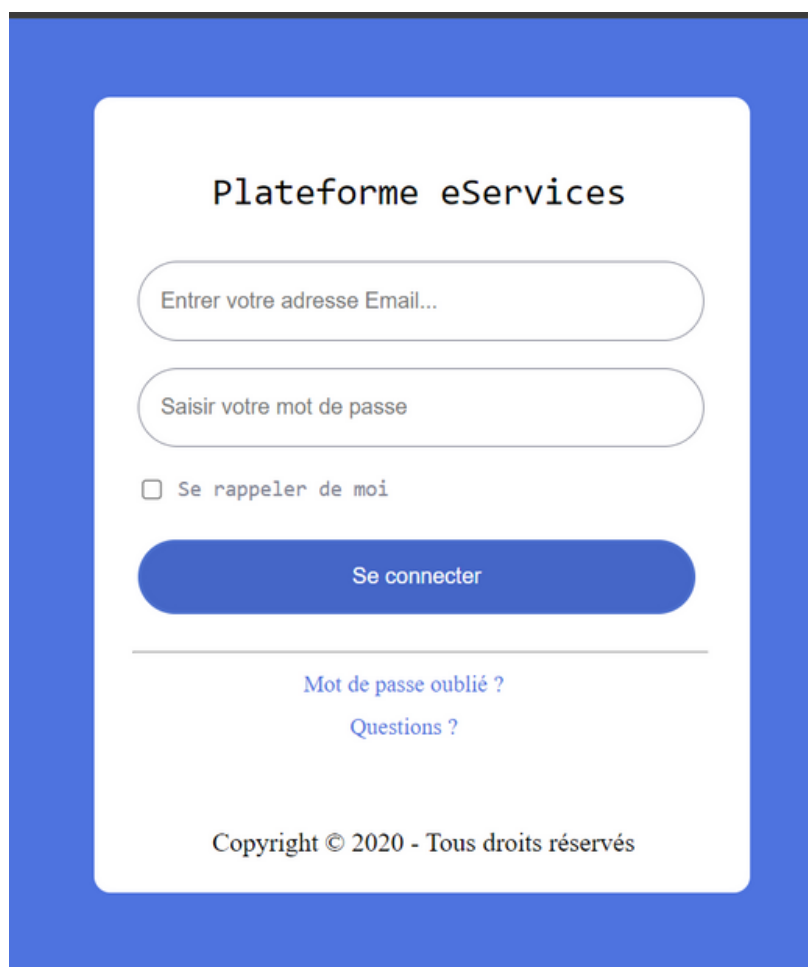 Plateforme eServices
Entrer votre adresse Email...
Saisir votre mot de passe
Se rappeler de moi
Se connecter
Mot de passe oublié ?
Questions ?
Copyright © 2020 - Tous droits réservés